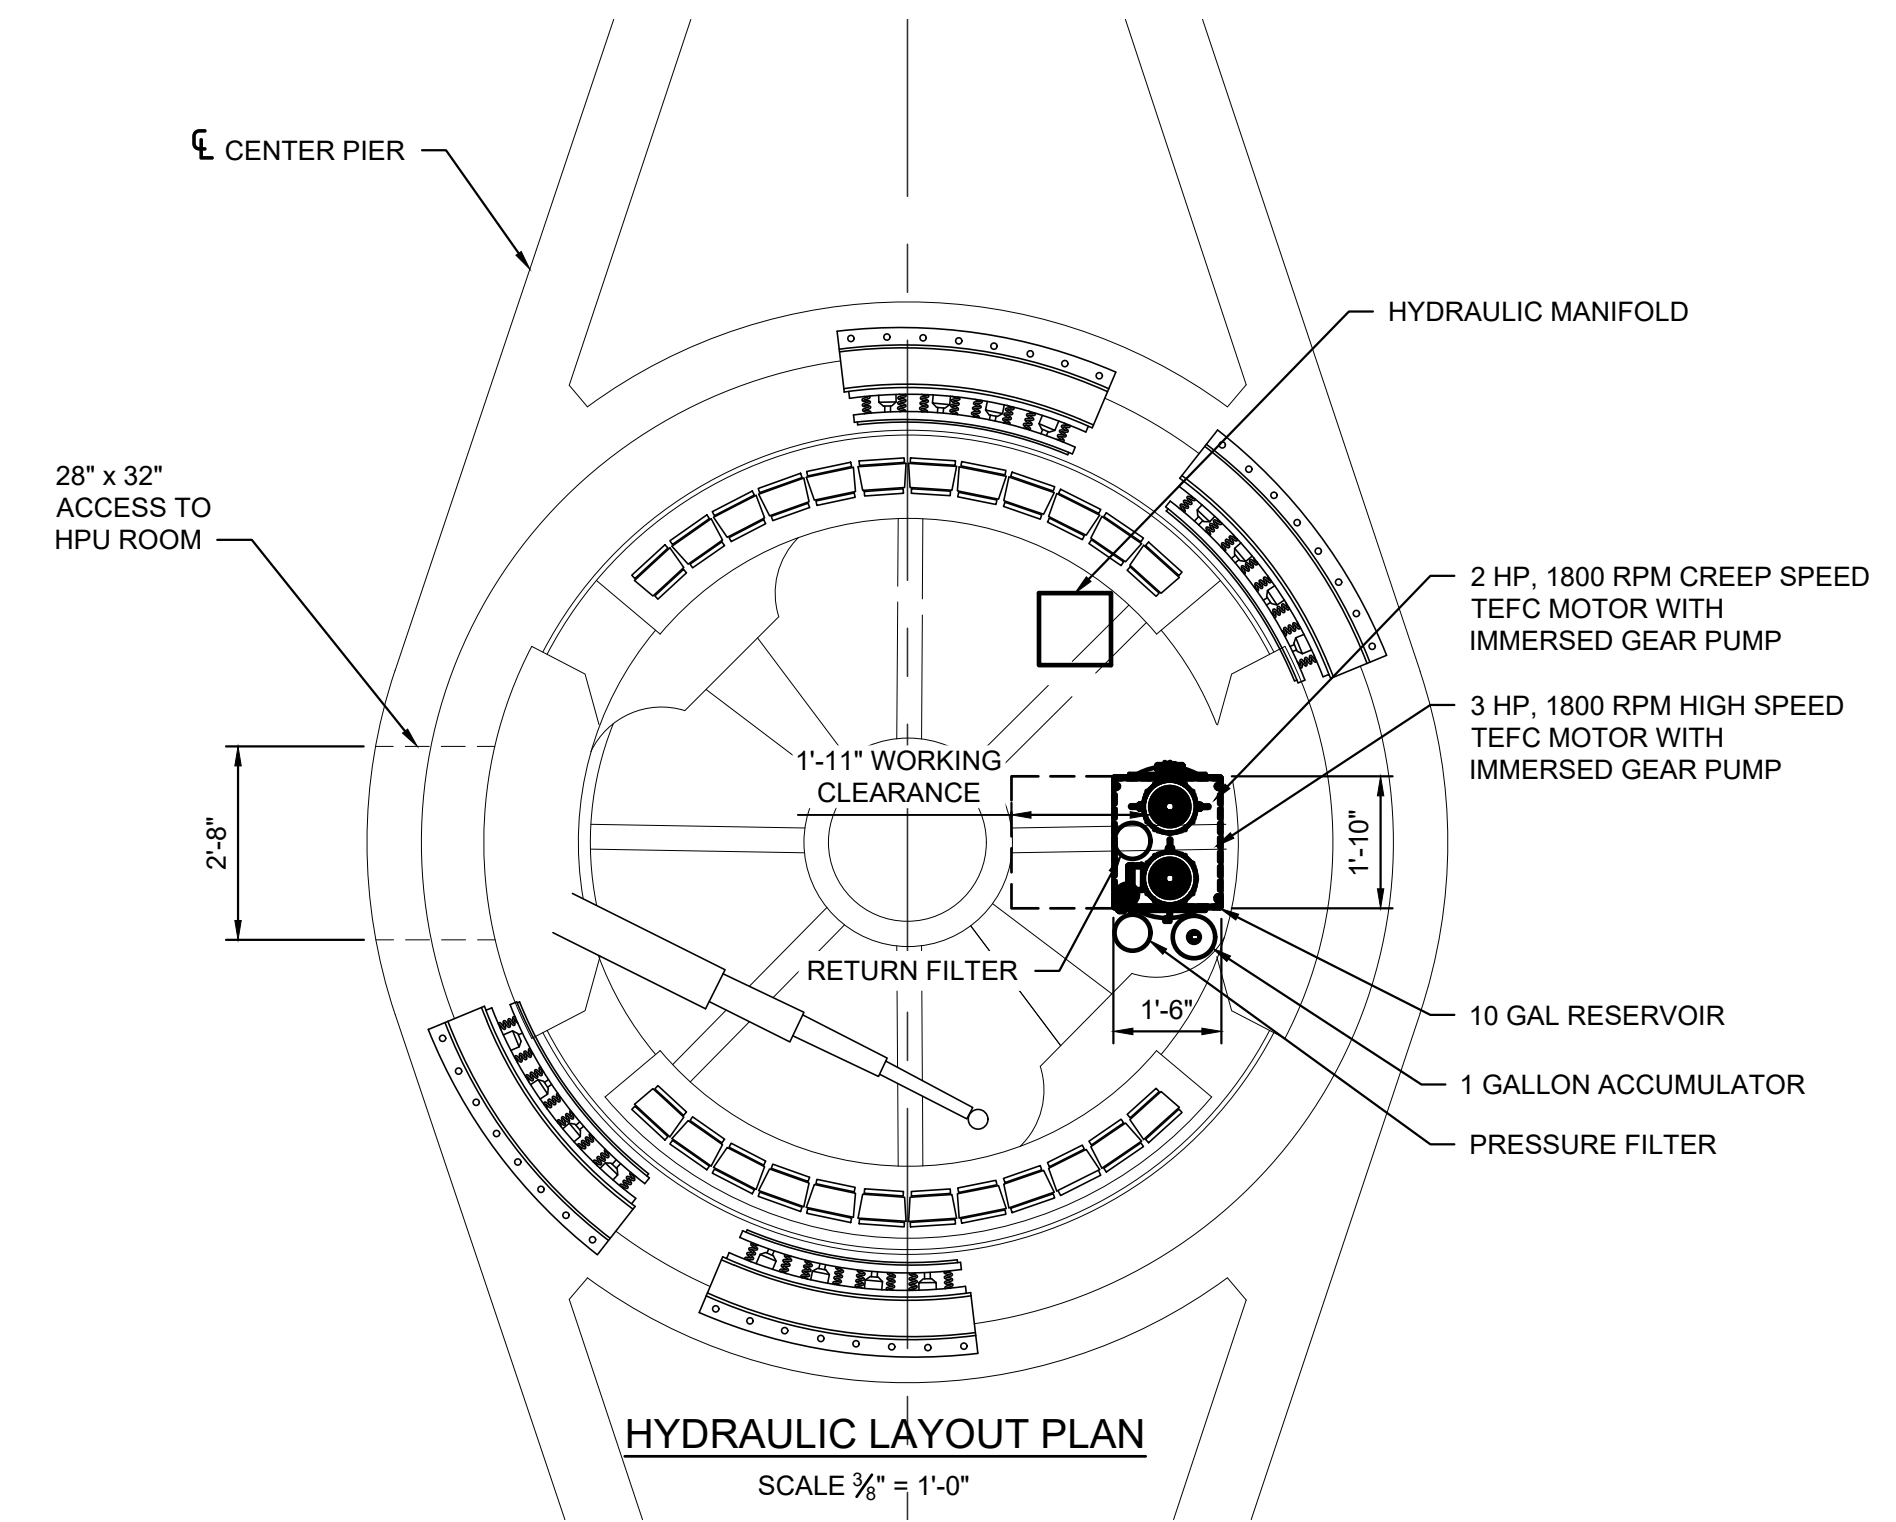 ℄ CENTER PIER
HYDRAULIC MANIFOLD
28" x 32"
ACCESS TO
HPU ROOM
2 HP, 1800 RPM CREEP SPEED
TEFC MOTOR WITH
IMMERSED GEAR PUMP
3 HP, 1800 RPM HIGH SPEED
TEFC MOTOR WITH
IMMERSED GEAR PUMP
1'-11" WORKING
CLEARANCE
2'-8"
1'-10"
RETURN FILTER
1'-6"
10 GAL RESERVOIR
1 GALLON ACCUMULATOR
PRESSURE FILTER
HYDRAULIC LAYOUT PLAN
SCALE ⅜" = 1'-0"